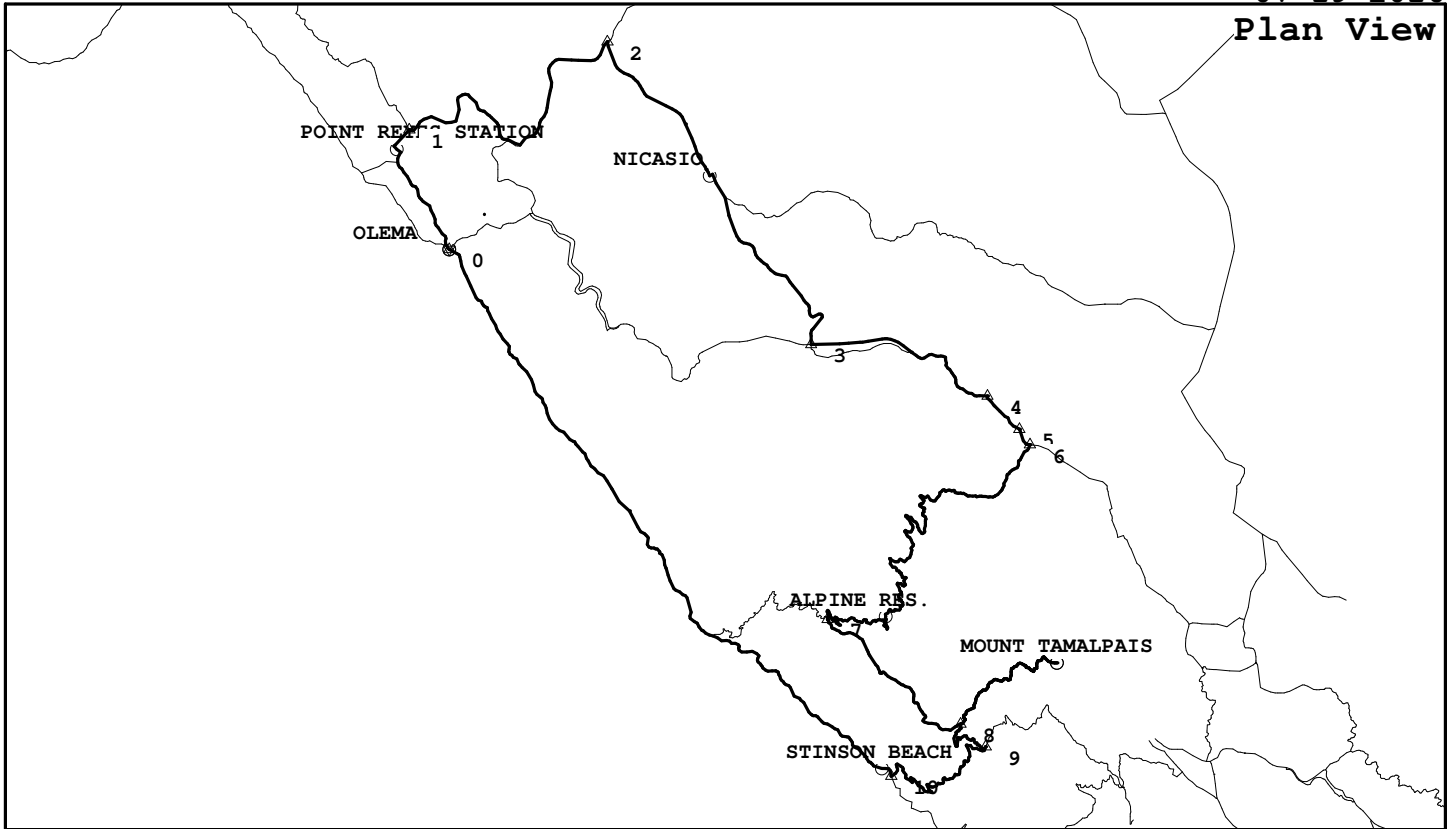 Plan View
2
POINT REYES STATION
1
NICASIO
OLEMA
0
3
4
5
6
ALPINE RES.
7
MOUNT TAMALPAIS
8
STINSON BEACH
9
10